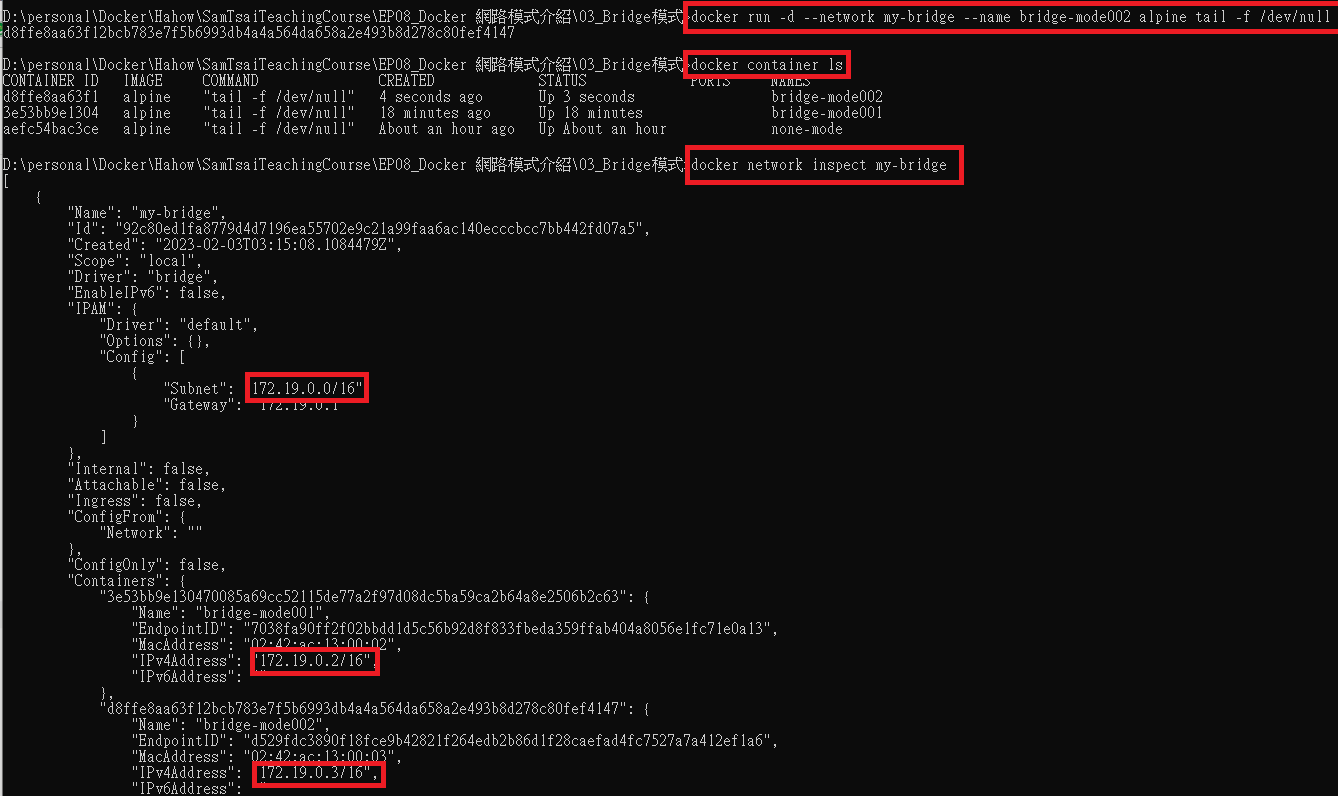 D:\personal\Docker\Hahow\SamTsaiTeachingCourse\EP08_Docker 網路模式介紹\03_Bridge模式>docker run -d --network my-bridge --name bridge-mode002 alpine tail -f /dev/null
d8ffe8aa63f12bcb783e7f5b6993db4a4a564da658a2e493b8d278c80fef4147
D:\personal\Docker\Hahow\SamTsaiTeachingCourse\EP08_Docker 網路模式介紹\03_Bridge模式>docker container ls
CONTAINER ID   IMAGE    COMMAND               CREATED             STATUS             PORTS     NAMES
d8ffe8aa63f1   alpine   "tail -f /dev/null"   4 seconds ago       Up 3 seconds                 bridge-mode002
3e53bb9e1304   alpine   "tail -f /dev/null"   18 minutes ago      Up 18 minutes                bridge-mode001
aefc54bac3ce   alpine   "tail -f /dev/null"   About an hour ago   Up About an hour             none-mode
D:\personal\Docker\Hahow\SamTsaiTeachingCourse\EP08_Docker 網路模式介紹\03_Bridge模式>docker network inspect my-bridge
[
    {
        "Name": "my-bridge",
        "Id": "92c80ed1fa8779d4d7196ea55702e9c21a99faa6ac140ecccbcc7bb442fd07a5",
        "Created": "2023-02-03T03:15:08.1084479Z",
        "Scope": "local",
        "Driver": "bridge",
        "EnableIPv6": false,
        "IPAM": {
            "Driver": "default",
            "Options": {},
            "Config": [
                {
                    "Subnet": "172.19.0.0/16"
                    "Gateway": "172.19.0.1"
                }
            ]
        },
        "Internal": false,
        "Attachable": false,
        "Ingress": false,
        "ConfigFrom": {
            "Network": ""
        },
        "ConfigOnly": false,
        "Containers": {
            "3e53bb9e130470085a69cc52115de77a2f97d08dc5ba59ca2b64a8e2506b2c63": {
                "Name": "bridge-mode001",
                "EndpointID": "7038fa90ff2f02bbdd1d5c56b92d8f833fbeda359ffab404a8056e1fc71e0a13",
                "MacAddress": "02:42:ac:13:00:02",
                "IPv4Address": "172.19.0.2/16",
                "IPv6Address": ""
            },
            "d8ffe8aa63f12bcb783e7f5b6993db4a4a564da658a2e493b8d278c80fef4147": {
                "Name": "bridge-mode002",
                "EndpointID": "d529fdc3890f18fce9b42821f264edb2b86d1f28caefad4fc7527a7a412ef1a6",
                "MacAddress": "02:42:ac:13:00:03",
                "IPv4Address": "172.19.0.3/16",
                "IPv6Address": ""